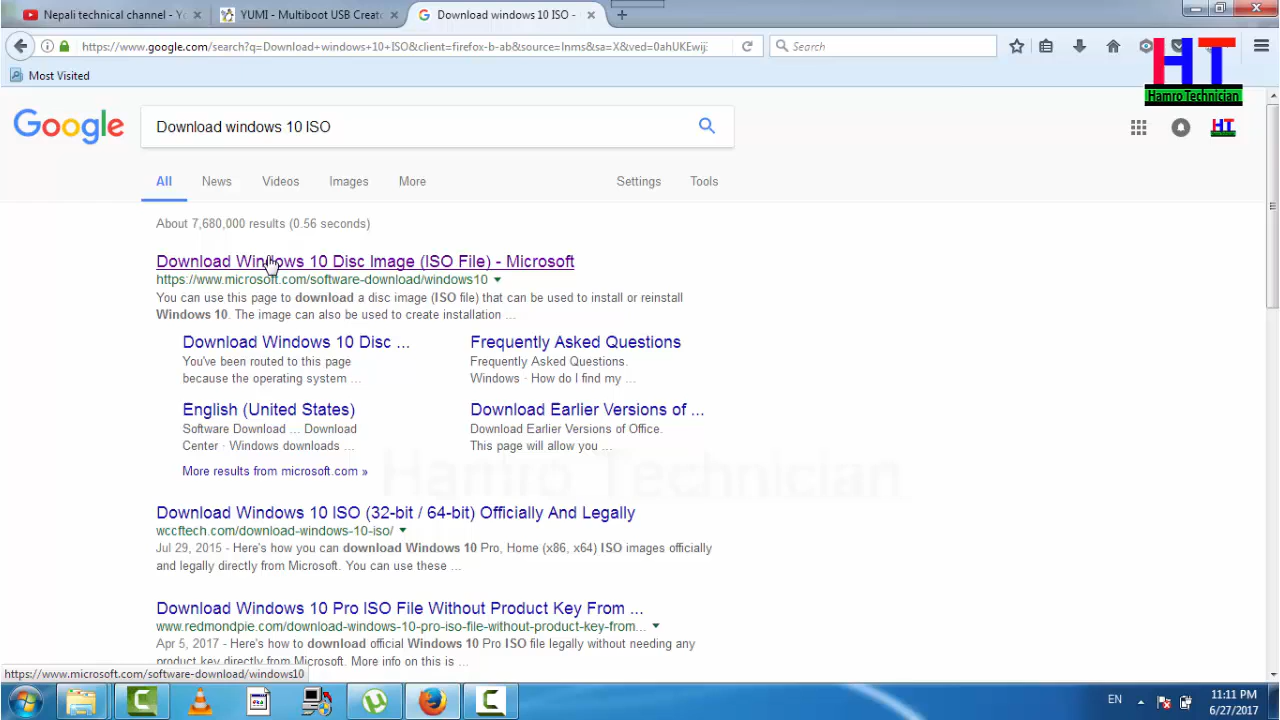 Nepali technical channel - Yo
YUMI - Multiboot USB Creato
Download windows 10 ISO -
https://www.google.com/search?q=Download+windows+10+ISO&client=firefox-b-ab&source=lnms&sa=X&ved=0ahUKEwij
Search
Most Visited
HT
Hamro Technician
Google
Download windows 10 ISO
HT
All News Videos Images More Settings Tools
About 7,680,000 results (0.56 seconds)
Download Windows 10 Disc Image (ISO File) - Microsoft
https://www.microsoft.com/software-download/windows10
You can use this page to download a disc image (ISO file) that can be used to install or reinstall
Windows 10. The image can also be used to create installation ...
Download Windows 10 Disc ...
You've been routed to this page
because the operating system ...
Frequently Asked Questions
Frequently Asked Questions.
Windows · How do I find my ...
English (United States)
Software Download ... Download
Center · Windows downloads ...
Download Earlier Versions of ...
Download Earlier Versions of Office.
This page will allow you ...
More results from microsoft.com »
Hamro Technician
Download Windows 10 ISO (32-bit / 64-bit) Officially And Legally
wccftech.com/download-windows-10-iso/
Jul 29, 2015 - Here's how you can download Windows 10 Pro, Home (x86, x64) ISO images officially
and legally directly from Microsoft. You can use these ...
Download Windows 10 Pro ISO File Without Product Key From ...
www.redmondpie.com/download-windows-10-pro-iso-file-without-product-key-from...
Apr 5, 2017 - Here's how to download official Windows 10 Pro ISO file legally without needing any
product key directly from Microsoft. More info on this is ...
https://www.microsoft.com/software-download/windows10
EN
11:11 PM
6/27/2017